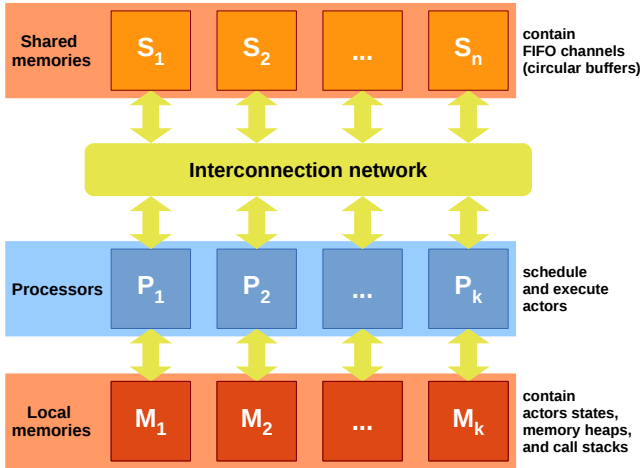 Shared
memories
S1
S2
...
Sn
contain
FIFO channels
(circular buffers)
Interconnection network
Processors
P1
P2
...
Pk
schedule
and execute
actors
Local
memories
M1
M2
...
Mk
contain
actors states,
memory heaps,
and call stacks